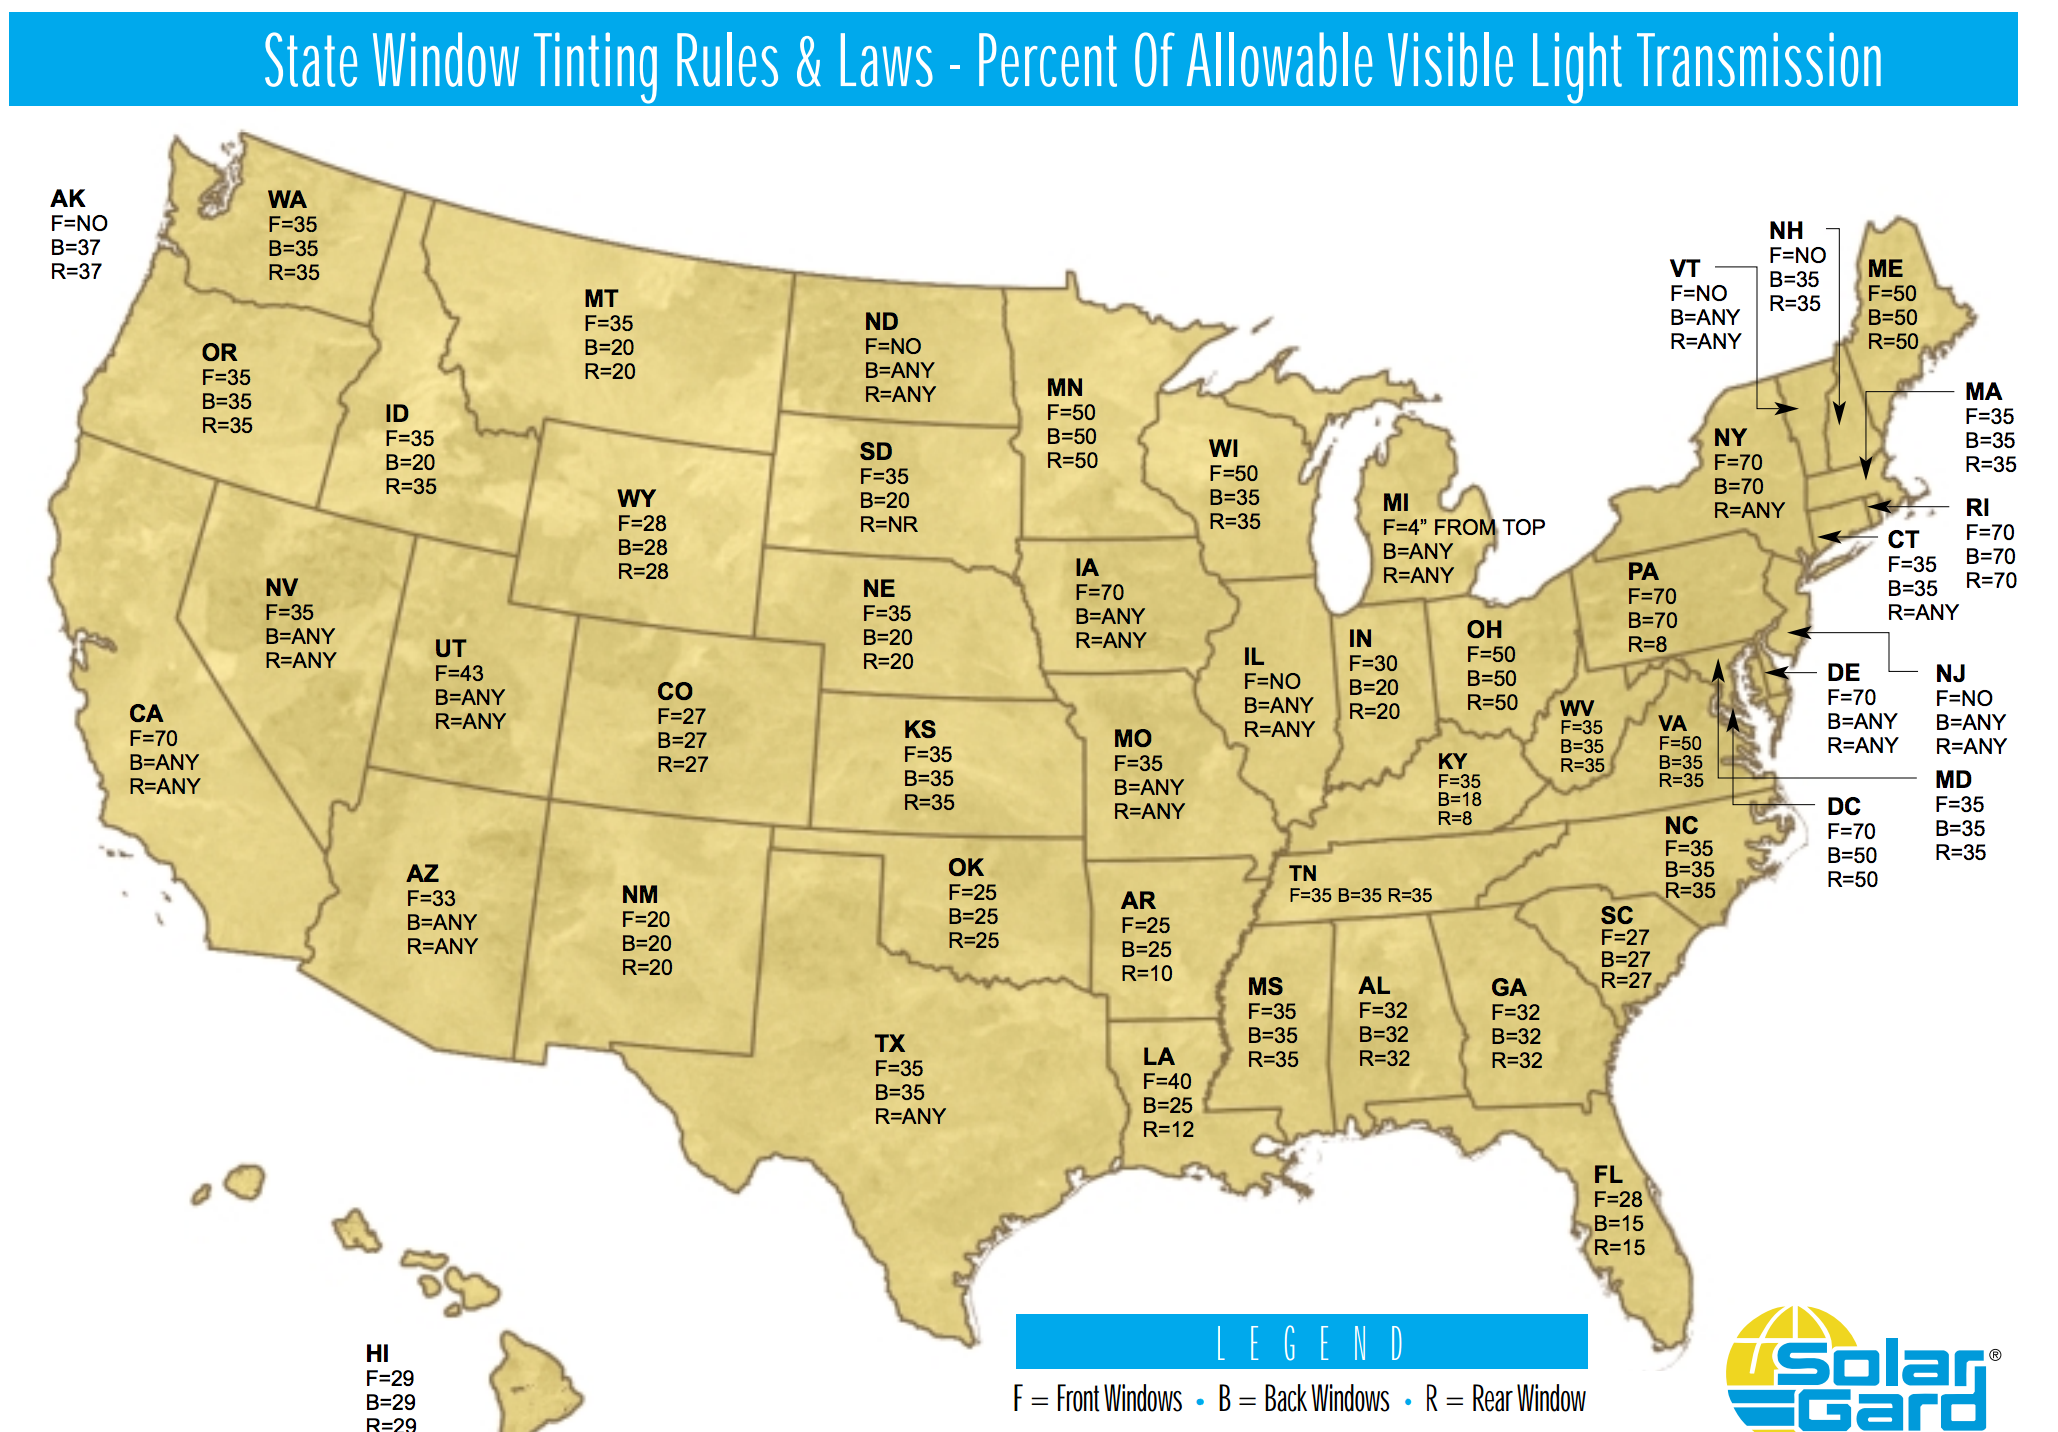 State Window Tinting Rules & Laws - Percent Of Allowable Visible Light Transmission
AK
F=NO
B=37
R=37
WA
F=35
B=35
R=35
OR
F=35
B=35
R=35
ID
F=35
B=20
R=35
MT
F=35
B=20
R=20
ND
F=NO
B=ANY
R=ANY
MN
F=50
B=50
R=50
SD
F=35
B=20
R=NR
WI
F=50
B=35
R=35
MI
F=4” FROM TOP
B=ANY
R=ANY
VT
F=NO
B=ANY
R=ANY
NH
F=NO
B=35
R=35
ME
F=50
B=50
R=50
NY
F=70
B=70
R=ANY
MA
F=35
B=35
R=35
RI
F=70
B=70
R=70
CT
F=35
B=35
R=ANY
WY
F=28
B=28
R=28
NV
F=35
B=ANY
R=ANY
UT
F=43
B=ANY
R=ANY
CA
F=70
B=ANY
R=ANY
CO
F=27
B=27
R=27
NE
F=35
B=20
R=20
IA
F=70
B=ANY
R=ANY
KS
F=35
B=35
R=35
MO
F=35
B=ANY
R=ANY
IL
F=NO
B=ANY
R=ANY
IN
F=30
B=20
R=20
OH
F=50
B=50
R=50
PA
F=70
B=70
R=8
WV
F=35
B=35
R=35
VA
F=50
B=35
R=35
KY
F=35
B=18
R=8
DE
F=70
B=ANY
R=ANY
NJ
F=NO
B=ANY
R=ANY
MD
F=35
B=35
R=35
DC
F=70
B=50
R=50
NC
F=35
B=35
R=35
TN
F=35 B=35 R=35
SC
F=27
B=27
R=27
AZ
F=33
B=ANY
R=ANY
NM
F=20
B=20
R=20
OK
F=25
B=25
R=25
AR
F=25
B=25
R=10
TX
F=35
B=35
R=ANY
LA
F=40
B=25
R=12
MS
F=35
B=35
R=35
AL
F=32
B=32
R=32
GA
F=32
B=32
R=32
FL
F=28
B=15
R=15
HI
F=29
B=29
R=29
LEGEND
F = Front Windows • B = Back Windows • R = Rear Window
Solar®
Gard